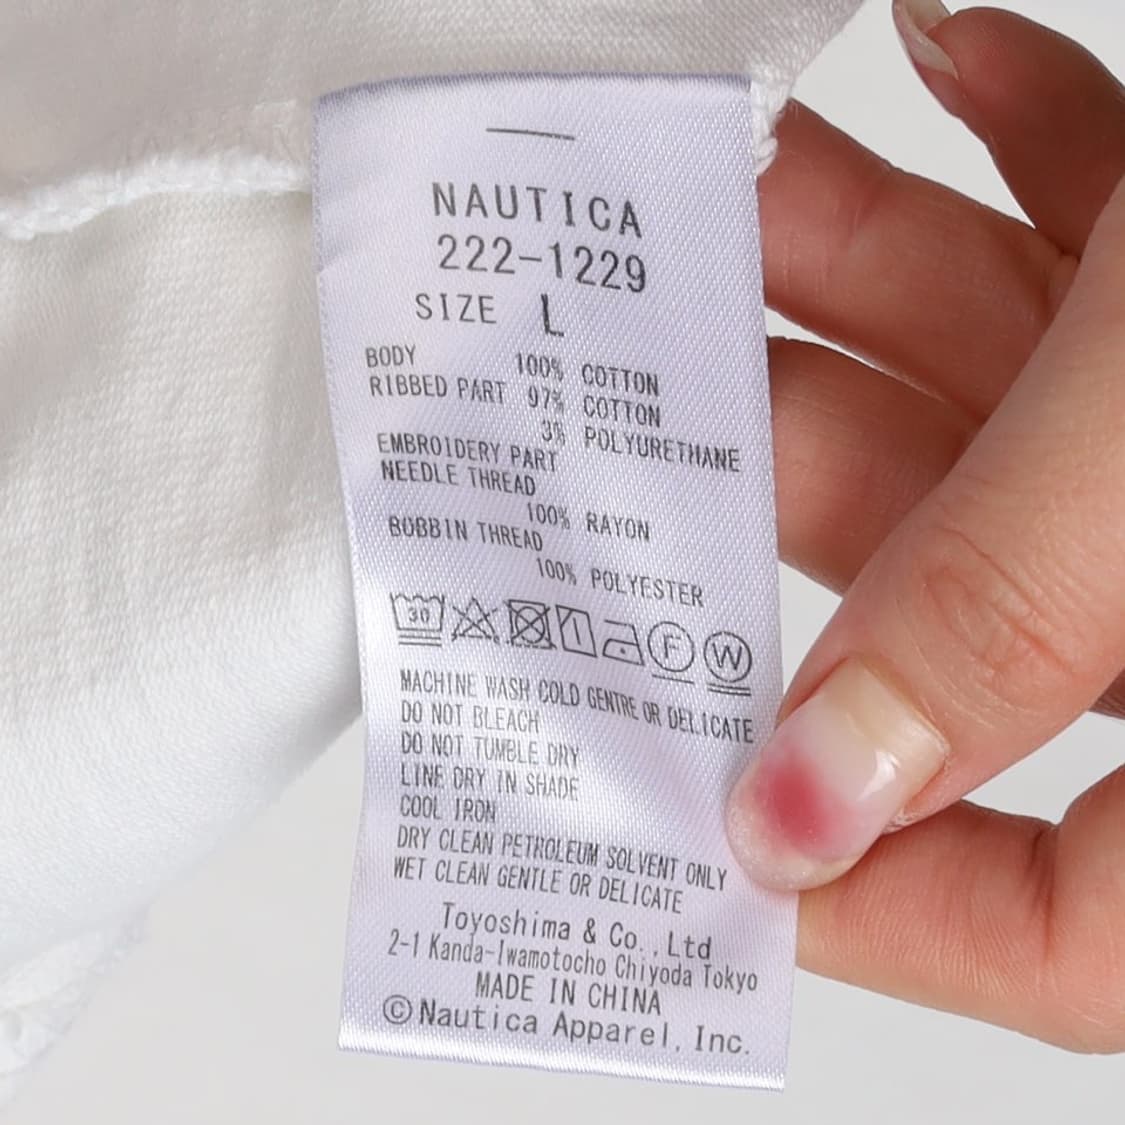 NAUTICA
222-1229
SIZE L
BODY 100% COTTON
RIBBED PART 97% COTTON
3% POLYURETHANE
EMBROIDERY PART
NEEDLE THREAD
100% RAYON
BOBBIN THREAD
100% POLYESTER
30 F W
MACHINE WASH COLD GENTRE OR DELICATE
DO NOT BLEACH
DO NOT TUMBLE DRY
LINE DRY IN SHADE
COOL IRON
DRY CLEAN PETROLEUM SOLVENT ONLY
WET CLEAN GENTLE OR DELICATE
Toyoshima & Co., Ltd
2-1 Kanda-Iwamotocho Chiyoda Tokyo
MADE IN CHINA
©Nautica Apparel, Inc.